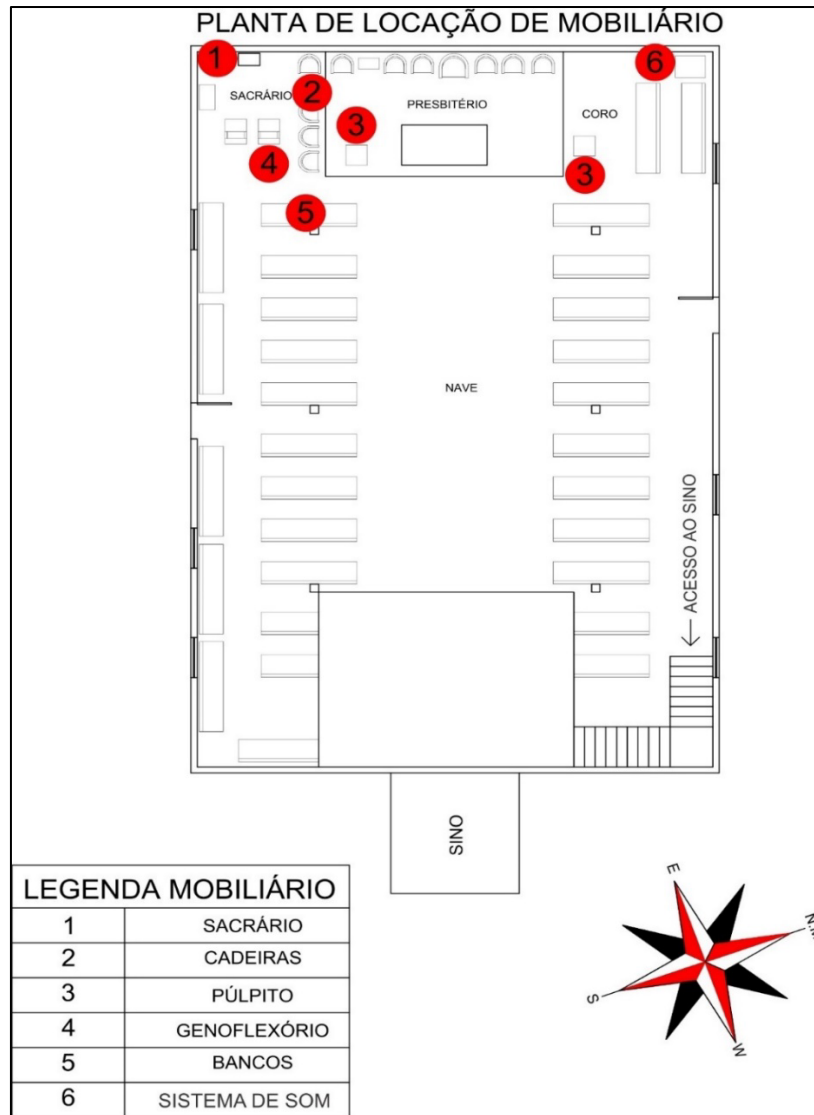 PLANTA DE LOCAÇÃO DE MOBILIÁRIO
1
6
SACRÁRIO
2
PRESBITÉRIO
3
CORO
4
3
5
NAVE
ACESSO AO SINO
SINO
LEGENDA MOBILIÁRIO
1 SACRÁRIO
2 CADEIRAS
3 PÚLPITO
4 GENOFLEXÓRIO
5 BANCOS
6 SISTEMA DE SOM
E
S
W